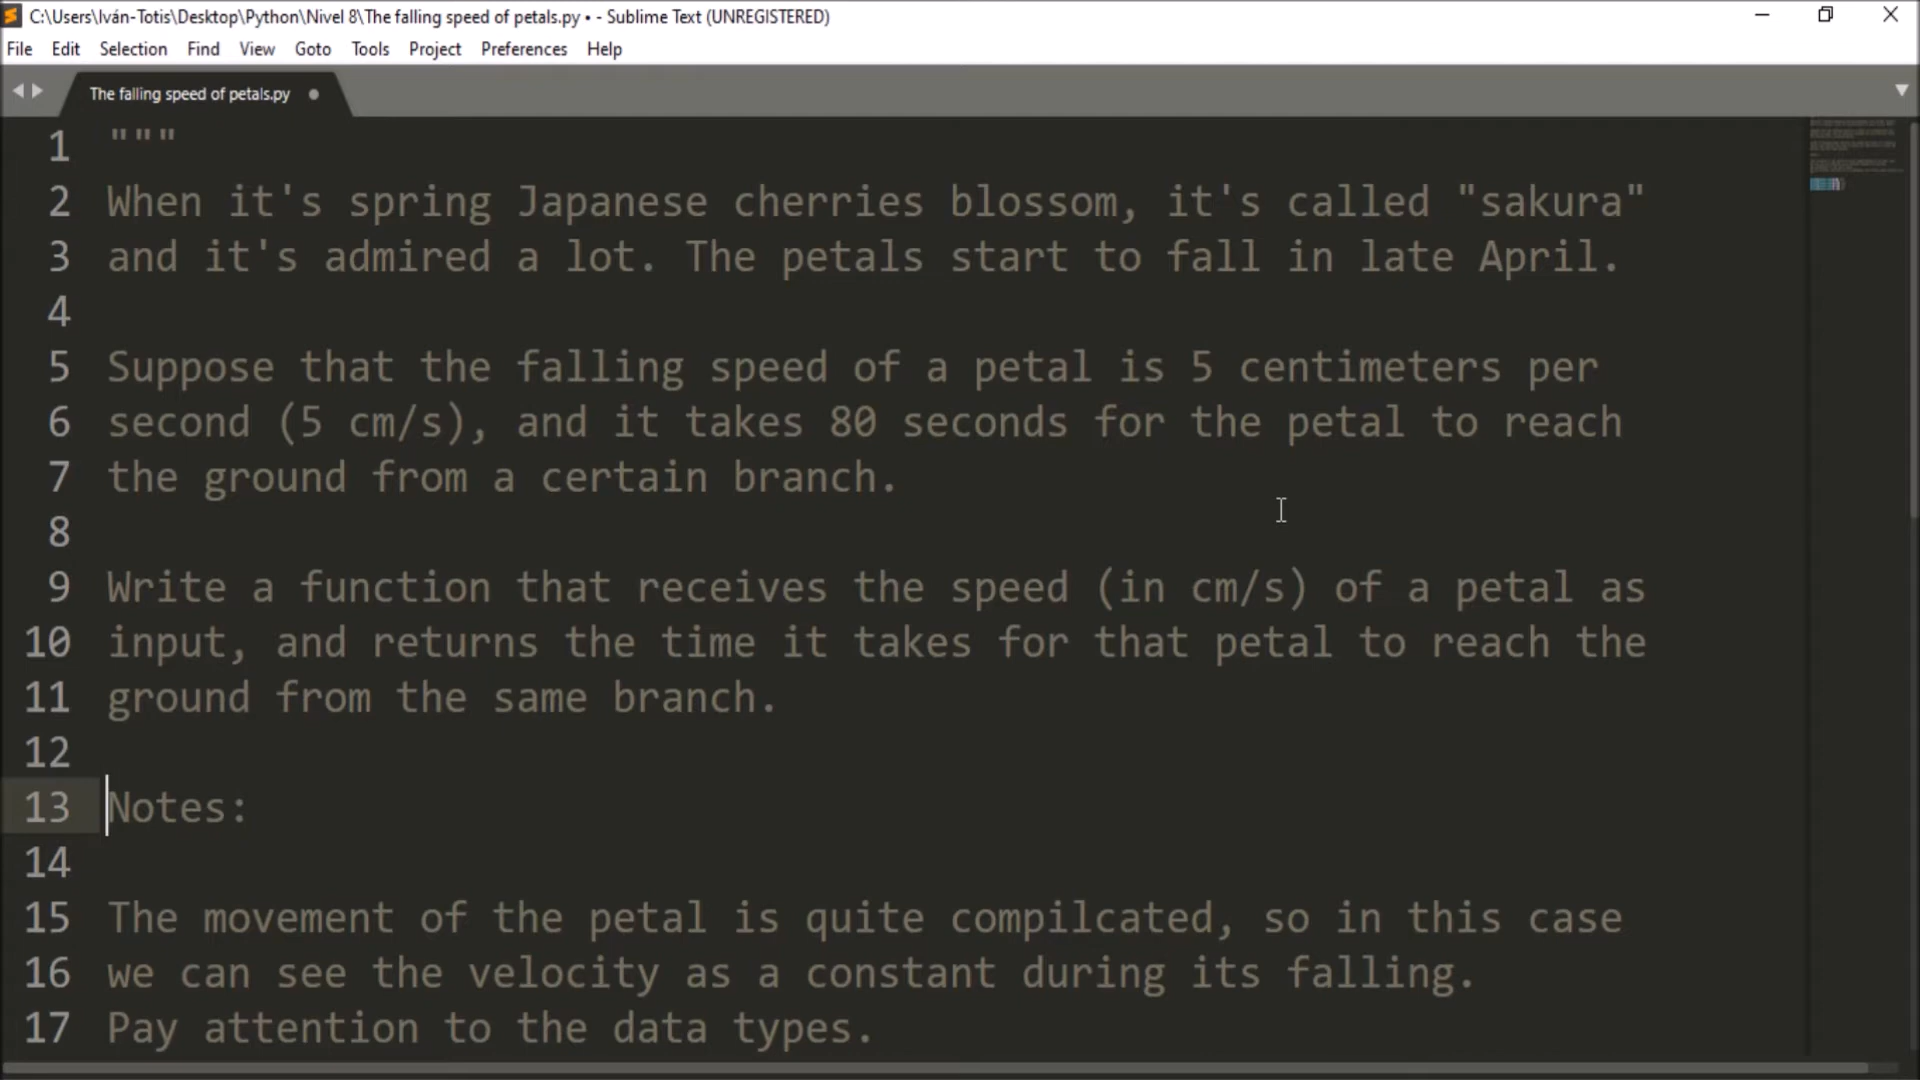 C:\Users\Iván-Totis\Desktop\Python\Nivel 8\The falling speed of petals.py • - Sublime Text (UNREGISTERED)
File Edit Selection Find View Goto Tools Project Preferences Help
The falling speed of petals.py
1 """
2 When it's spring Japanese cherries blossom, it's called "sakura"
3 and it's admired a lot. The petals start to fall in late April.
4
5 Suppose that the falling speed of a petal is 5 centimeters per
6 second (5 cm/s), and it takes 80 seconds for the petal to reach
7 the ground from a certain branch.
8
9 Write a function that receives the speed (in cm/s) of a petal as
10 input, and returns the time it takes for that petal to reach the
11 ground from the same branch.
12
13 Notes:
14
15 The movement of the petal is quite compilcated, so in this case
16 we can see the velocity as a constant during its falling.
17 Pay attention to the data types.